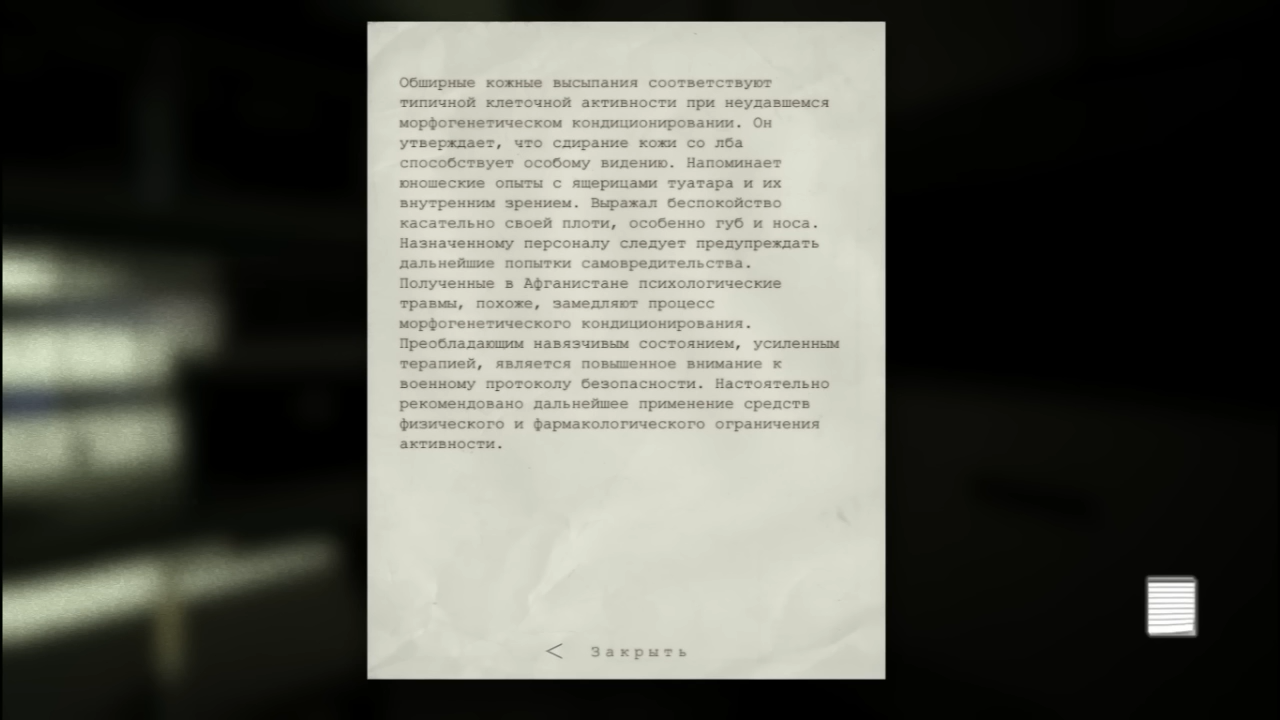 Обширные кожные высыпания соответствуют
типичной клеточной активности при неудавшемся
морфогенетическом кондиционировании. Он
утверждает, что сдирание кожи со лба
способствует особому видению. Напоминает
юношеские опыты с ящерицами туатара и их
внутренним зрением. Выражал беспокойство
касательно своей плоти, особенно губ и носа.
Назначенному персоналу следует предупреждать
дальнейшие попытки самовредительства.
Полученные в Афганистане психологические
травмы, похоже, замедляют процесс
морфогенетического кондиционирования.
Преобладающим навязчивым состоянием, усиленным
терапией, является повышенное внимание к
военному протоколу безопасности. Настоятельно
рекомендовано дальнейшее применение средств
физического и фармакологического ограничения
активности.
< Закрыть